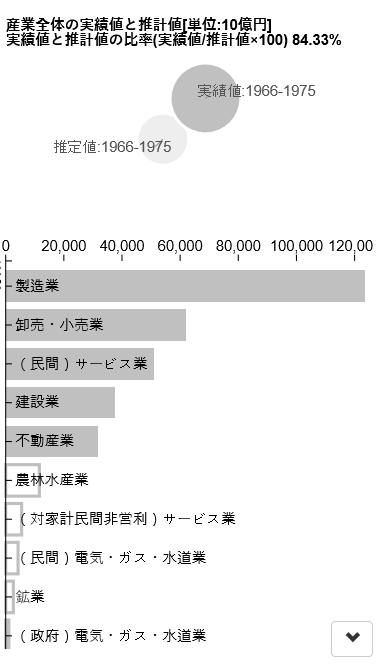 産業全体の実績値と推計値[単位:10億円]
実績値と推計値の比率(実績値/推計値×100) 84.33%
実績値:1966-1975
推定値:1966-1975
0 20,000 40,000 60,000 80,000 100,000 120,00
製造業
卸売・小売業
（民間）サービス業
建設業
不動産業
農林水産業
（対家計民間非営利）サービス業
（民間）電気・ガス・水道業
鉱業
（政府）電気・ガス・水道業